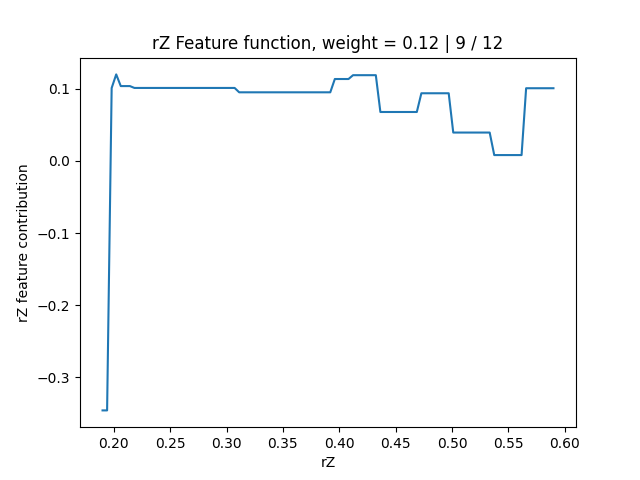 rZ Feature function, weight = 0.12 | 9 / 12
rZ feature contribution
0.1
0.0
−0.1
−0.2
−0.3
0.20 0.25 0.30 0.35 0.40 0.45 0.50 0.55 0.60
rZ